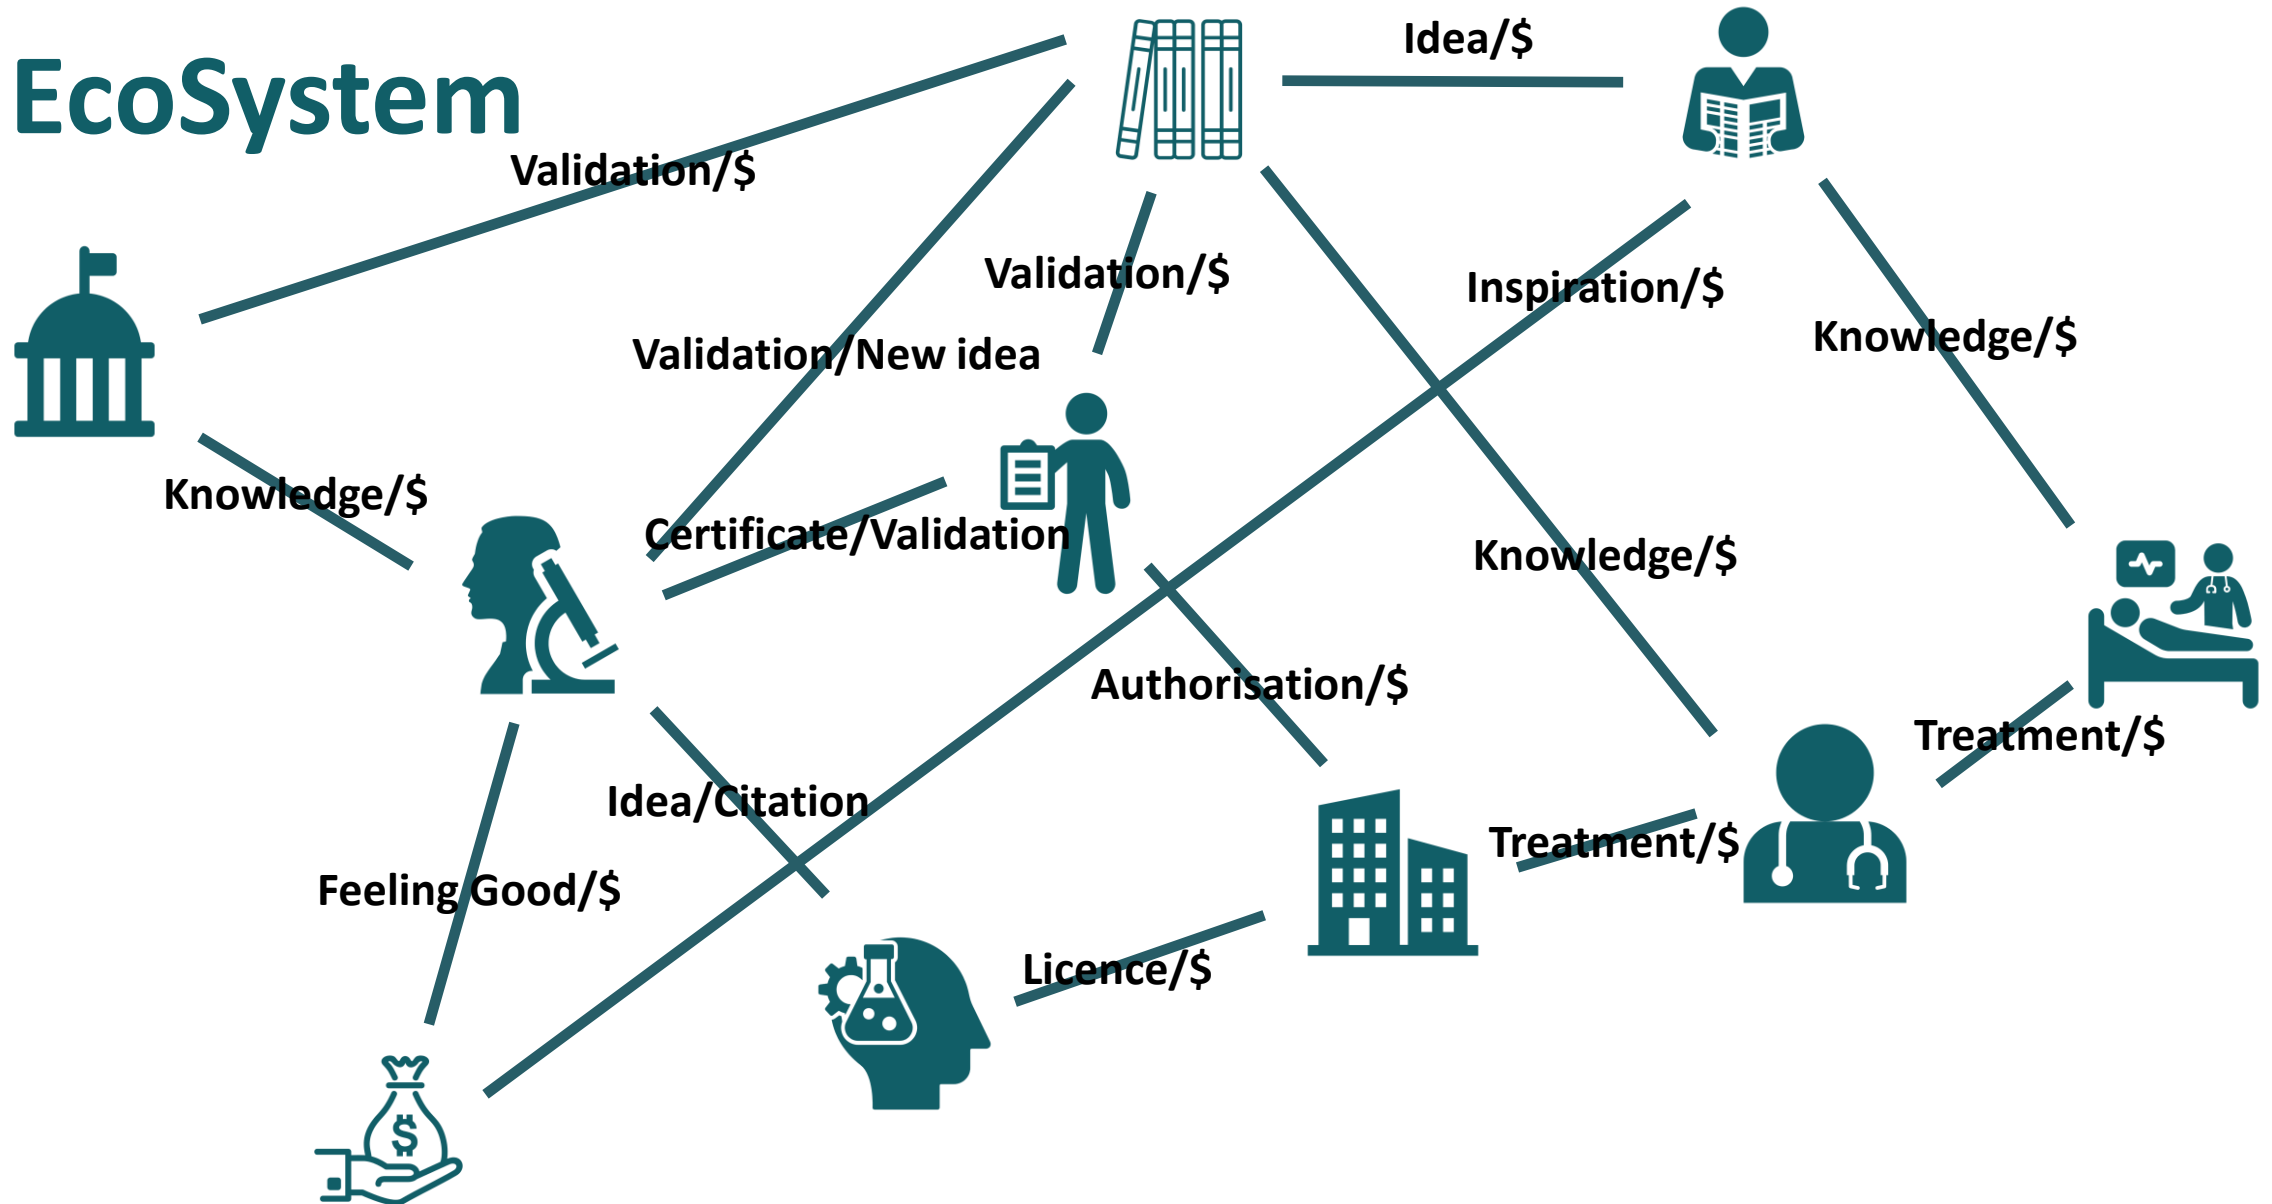 EcoSystem
Idea/$
Validation/$
Validation/$
Inspiration/$
Knowledge/$
Validation/New idea
Knowledge/$
Certificate/Validation
Knowledge/$
Authorisation/$
Treatment/$
Idea/Citation
Treatment/$
Feeling Good/$
Licence/$
$